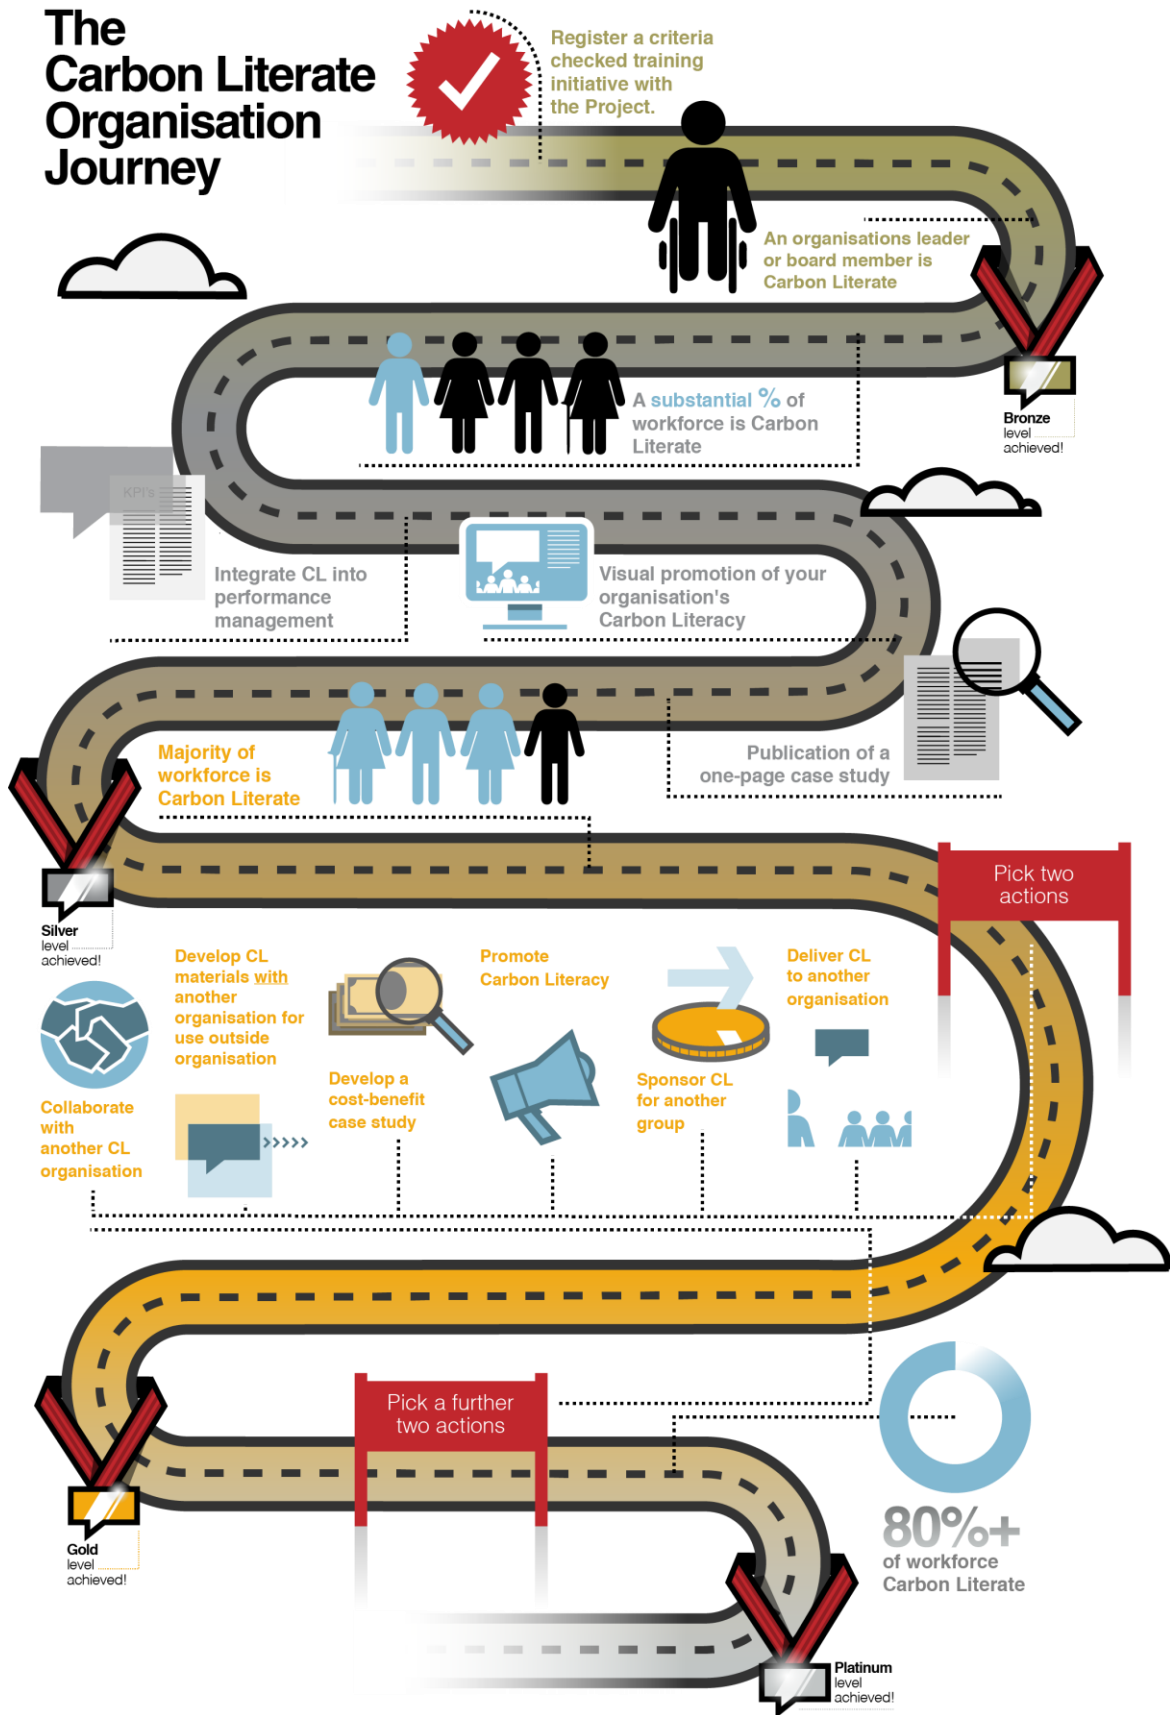 The
Carbon Literate
Organisation
Journey
Register a criteria
checked training
initiative with
the Project.
An organisations leader
or board member is
Carbon Literate
Bronze
level
achieved!
A substantial % of
workforce is Carbon
Literate
KPI's
Integrate CL into
performance
management
Visual promotion of your
organisation's
Carbon Literacy
Publication of a
one-page case study
Majority of
workforce is
Carbon Literate
Silver
level
achieved!
Pick two
actions
Collaborate
with
another CL
organisation
Develop CL
materials with
another
organisation for
use outside
organisation
Develop a
cost-benefit
case study
Promote
Carbon Literacy
Sponsor CL
for another
group
Deliver CL
to another
organisation
Gold
level
achieved!
Pick a further
two actions
80%+
of workforce
Carbon Literate
Platinum
level
achieved!